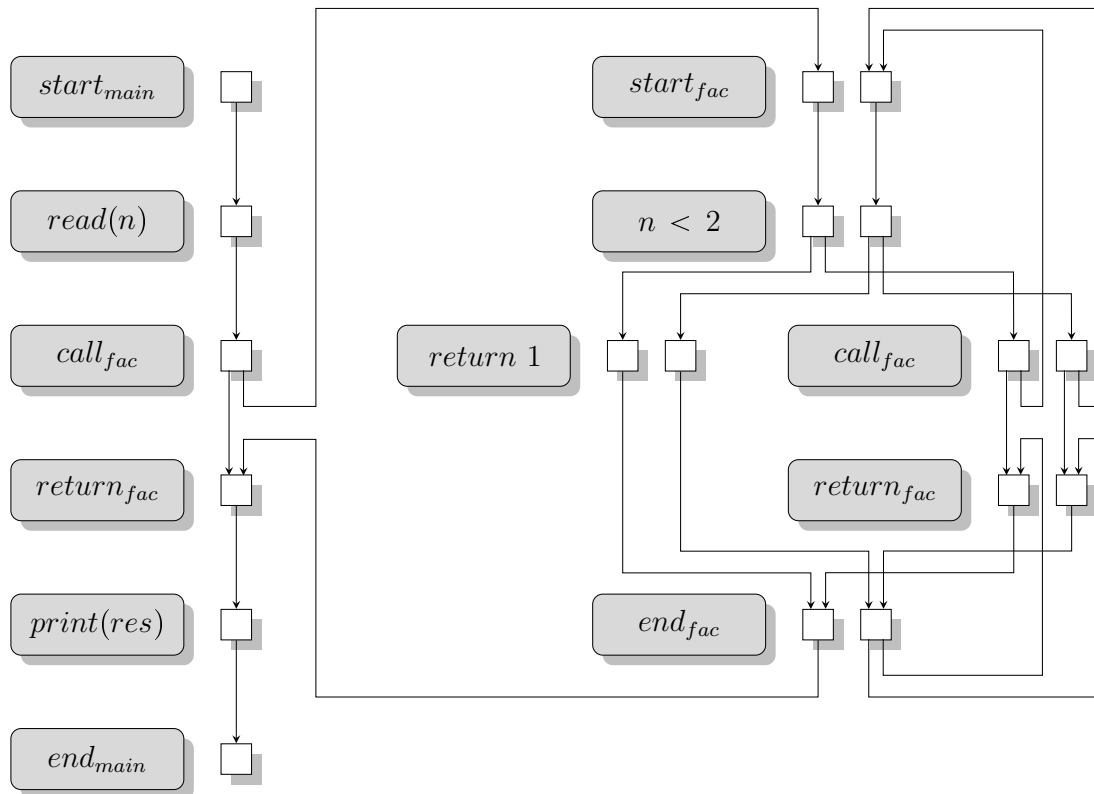 start_main
start_fac
read(n)
n < 2
call_fac
return 1
call_fac
return_fac
return_fac
print(res)
end_fac
end_main